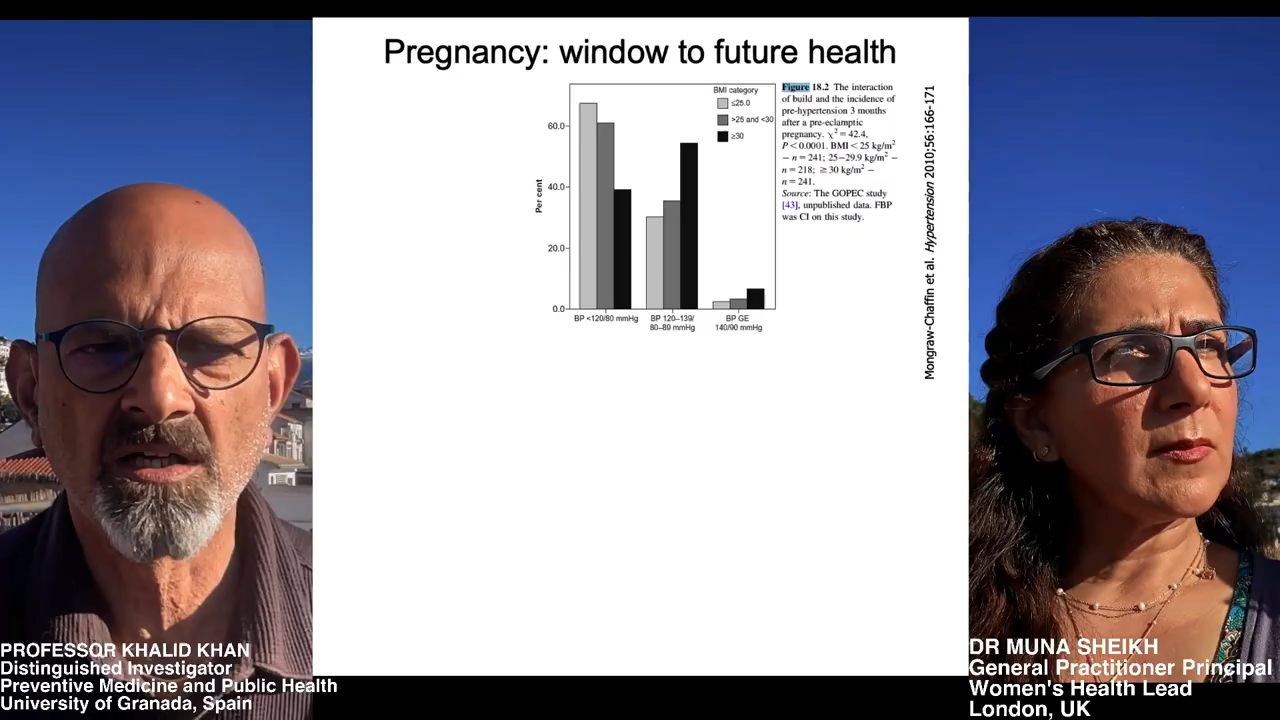 Pregnancy: window to future health
BMI category
≤25.0
>25 and <30
≥30
60.0
40.0
20.0
0.0
Per cent
BP <120/80 mmHg
BP 120–139/
80–89 mmHg
BP GE
140/90 mmHg
Figure 18.2 The interaction
of build and the incidence of
pre-hypertension 3 months
after a pre-eclamptic
pregnancy. χ² = 42.4,
P < 0.0001. BMI < 25 kg/m²
− n = 241; 25−29.9 kg/m² −
n = 218; ≥ 30 kg/m² −
n = 241.
Source: The GOPEC study
[43], unpublished data. FBP
was CI on this study.
Mongraw-Chaffin et al. Hypertension 2010;56:166-171
PROFESSOR KHALID KHAN
Distinguished Investigator
Preventive Medicine and Public Health
University of Granada, Spain
DR MUNA SHEIKH
General Practitioner Principal
Women's Health Lead
London, UK